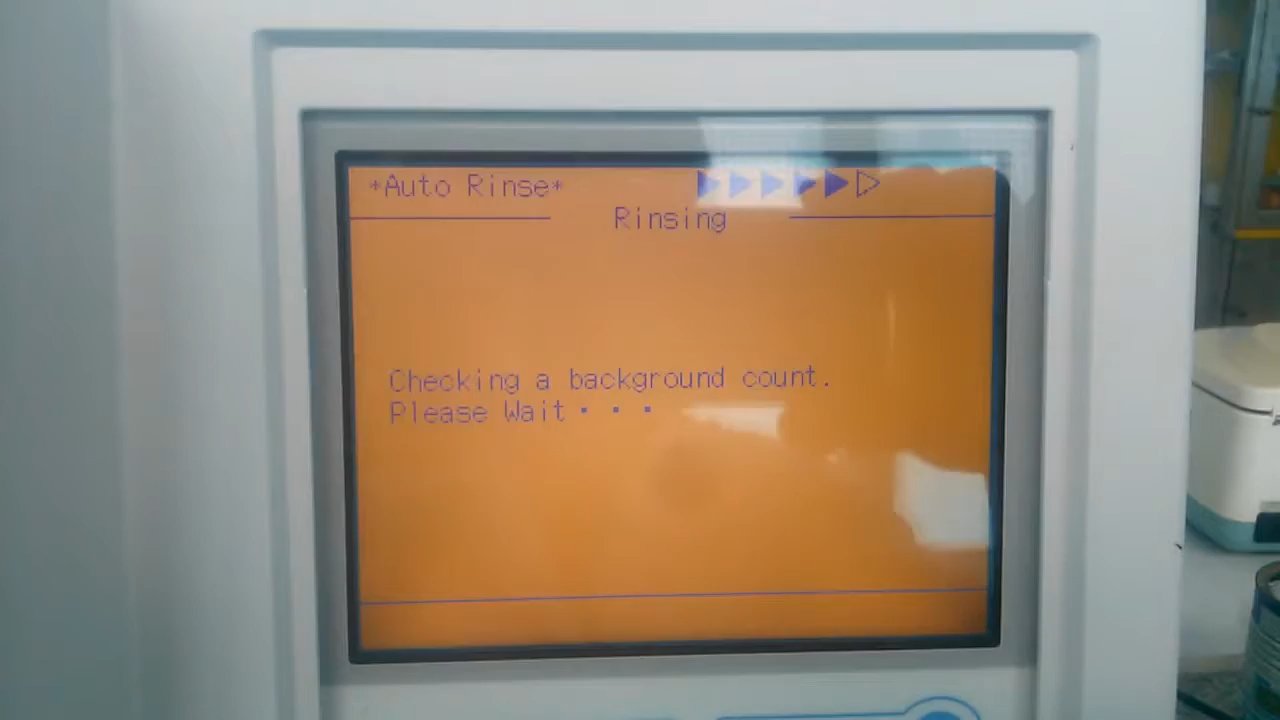 *Auto Rinse* ▶▶▶▶▶▷
Rinsing
Checking a background count.
Please Wait・・・